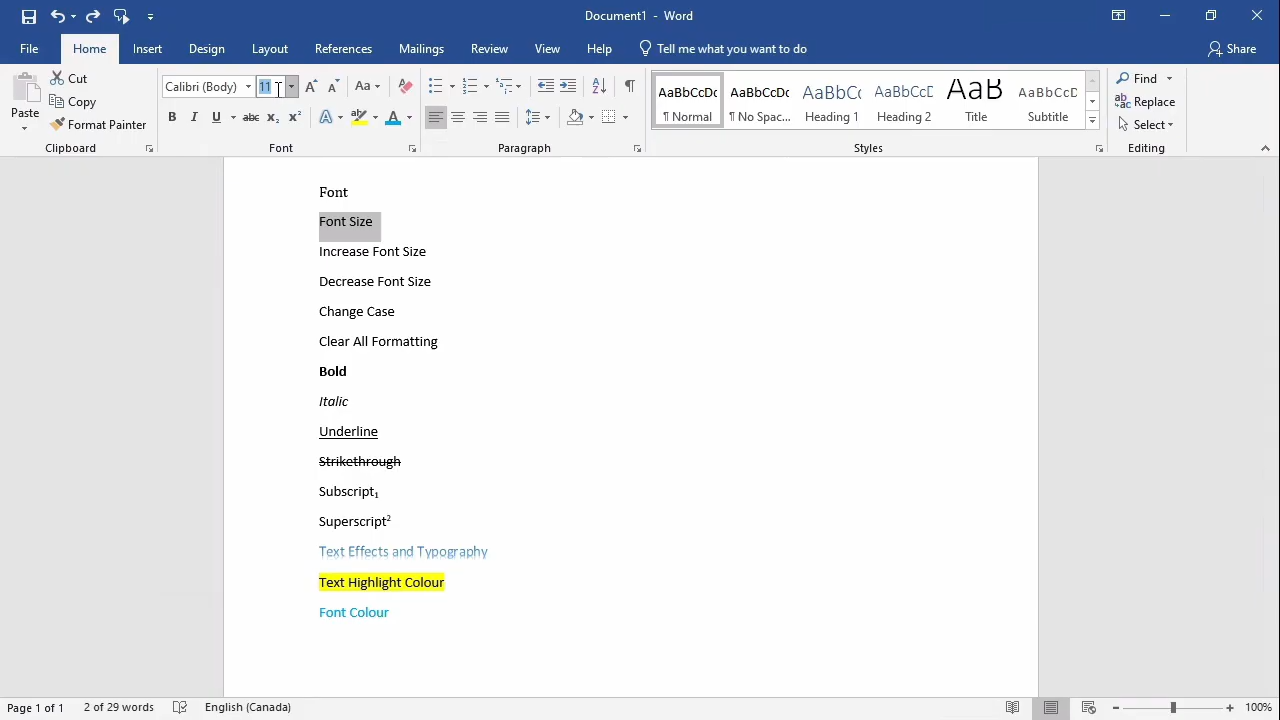 Document1 - Word
File Home Insert Design Layout References Mailings Review View Help Tell me what you want to do Share
Paste
Cut
Copy
Format Painter
Clipboard
Calibri (Body) 11
Font
Paragraph
AaBbCcDc AaBbCcDc AaBbCc AaBbCcD AaB AaBbCcD
¶ Normal ¶ No Spac... Heading 1 Heading 2 Title Subtitle
Styles
Find
Replace
Select
Editing
Font
Font Size
Increase Font Size
Decrease Font Size
Change Case
Clear All Formatting
Bold
Italic
Underline
Strikethrough
Subscript₁
Superscript²
Text Effects and Typography
Text Highlight Colour
Font Colour
Page 1 of 1 2 of 29 words English (Canada) 100%